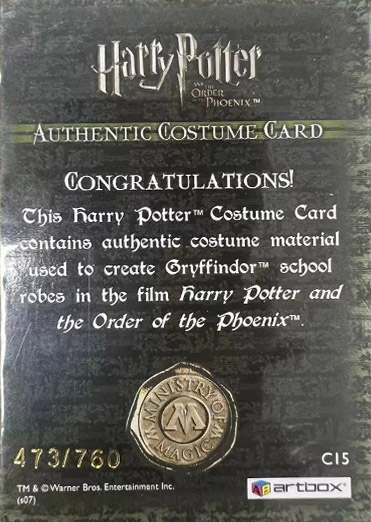 Harry Potter
AND THE
ORDER
OF THE
PHOENIX™
AUTHENTIC COSTUME CARD
CONGRATULATIONS!
This Harry Potter™ Costume Card
contains authentic costume material
used to create Gryffindor™ school
robes in the film Harry Potter and
the Order of the Phoenix™.
MINISTRY OF
M
MAGIC
473/760
C15
TM & © Warner Bros. Entertainment Inc.
(s07)
artbox